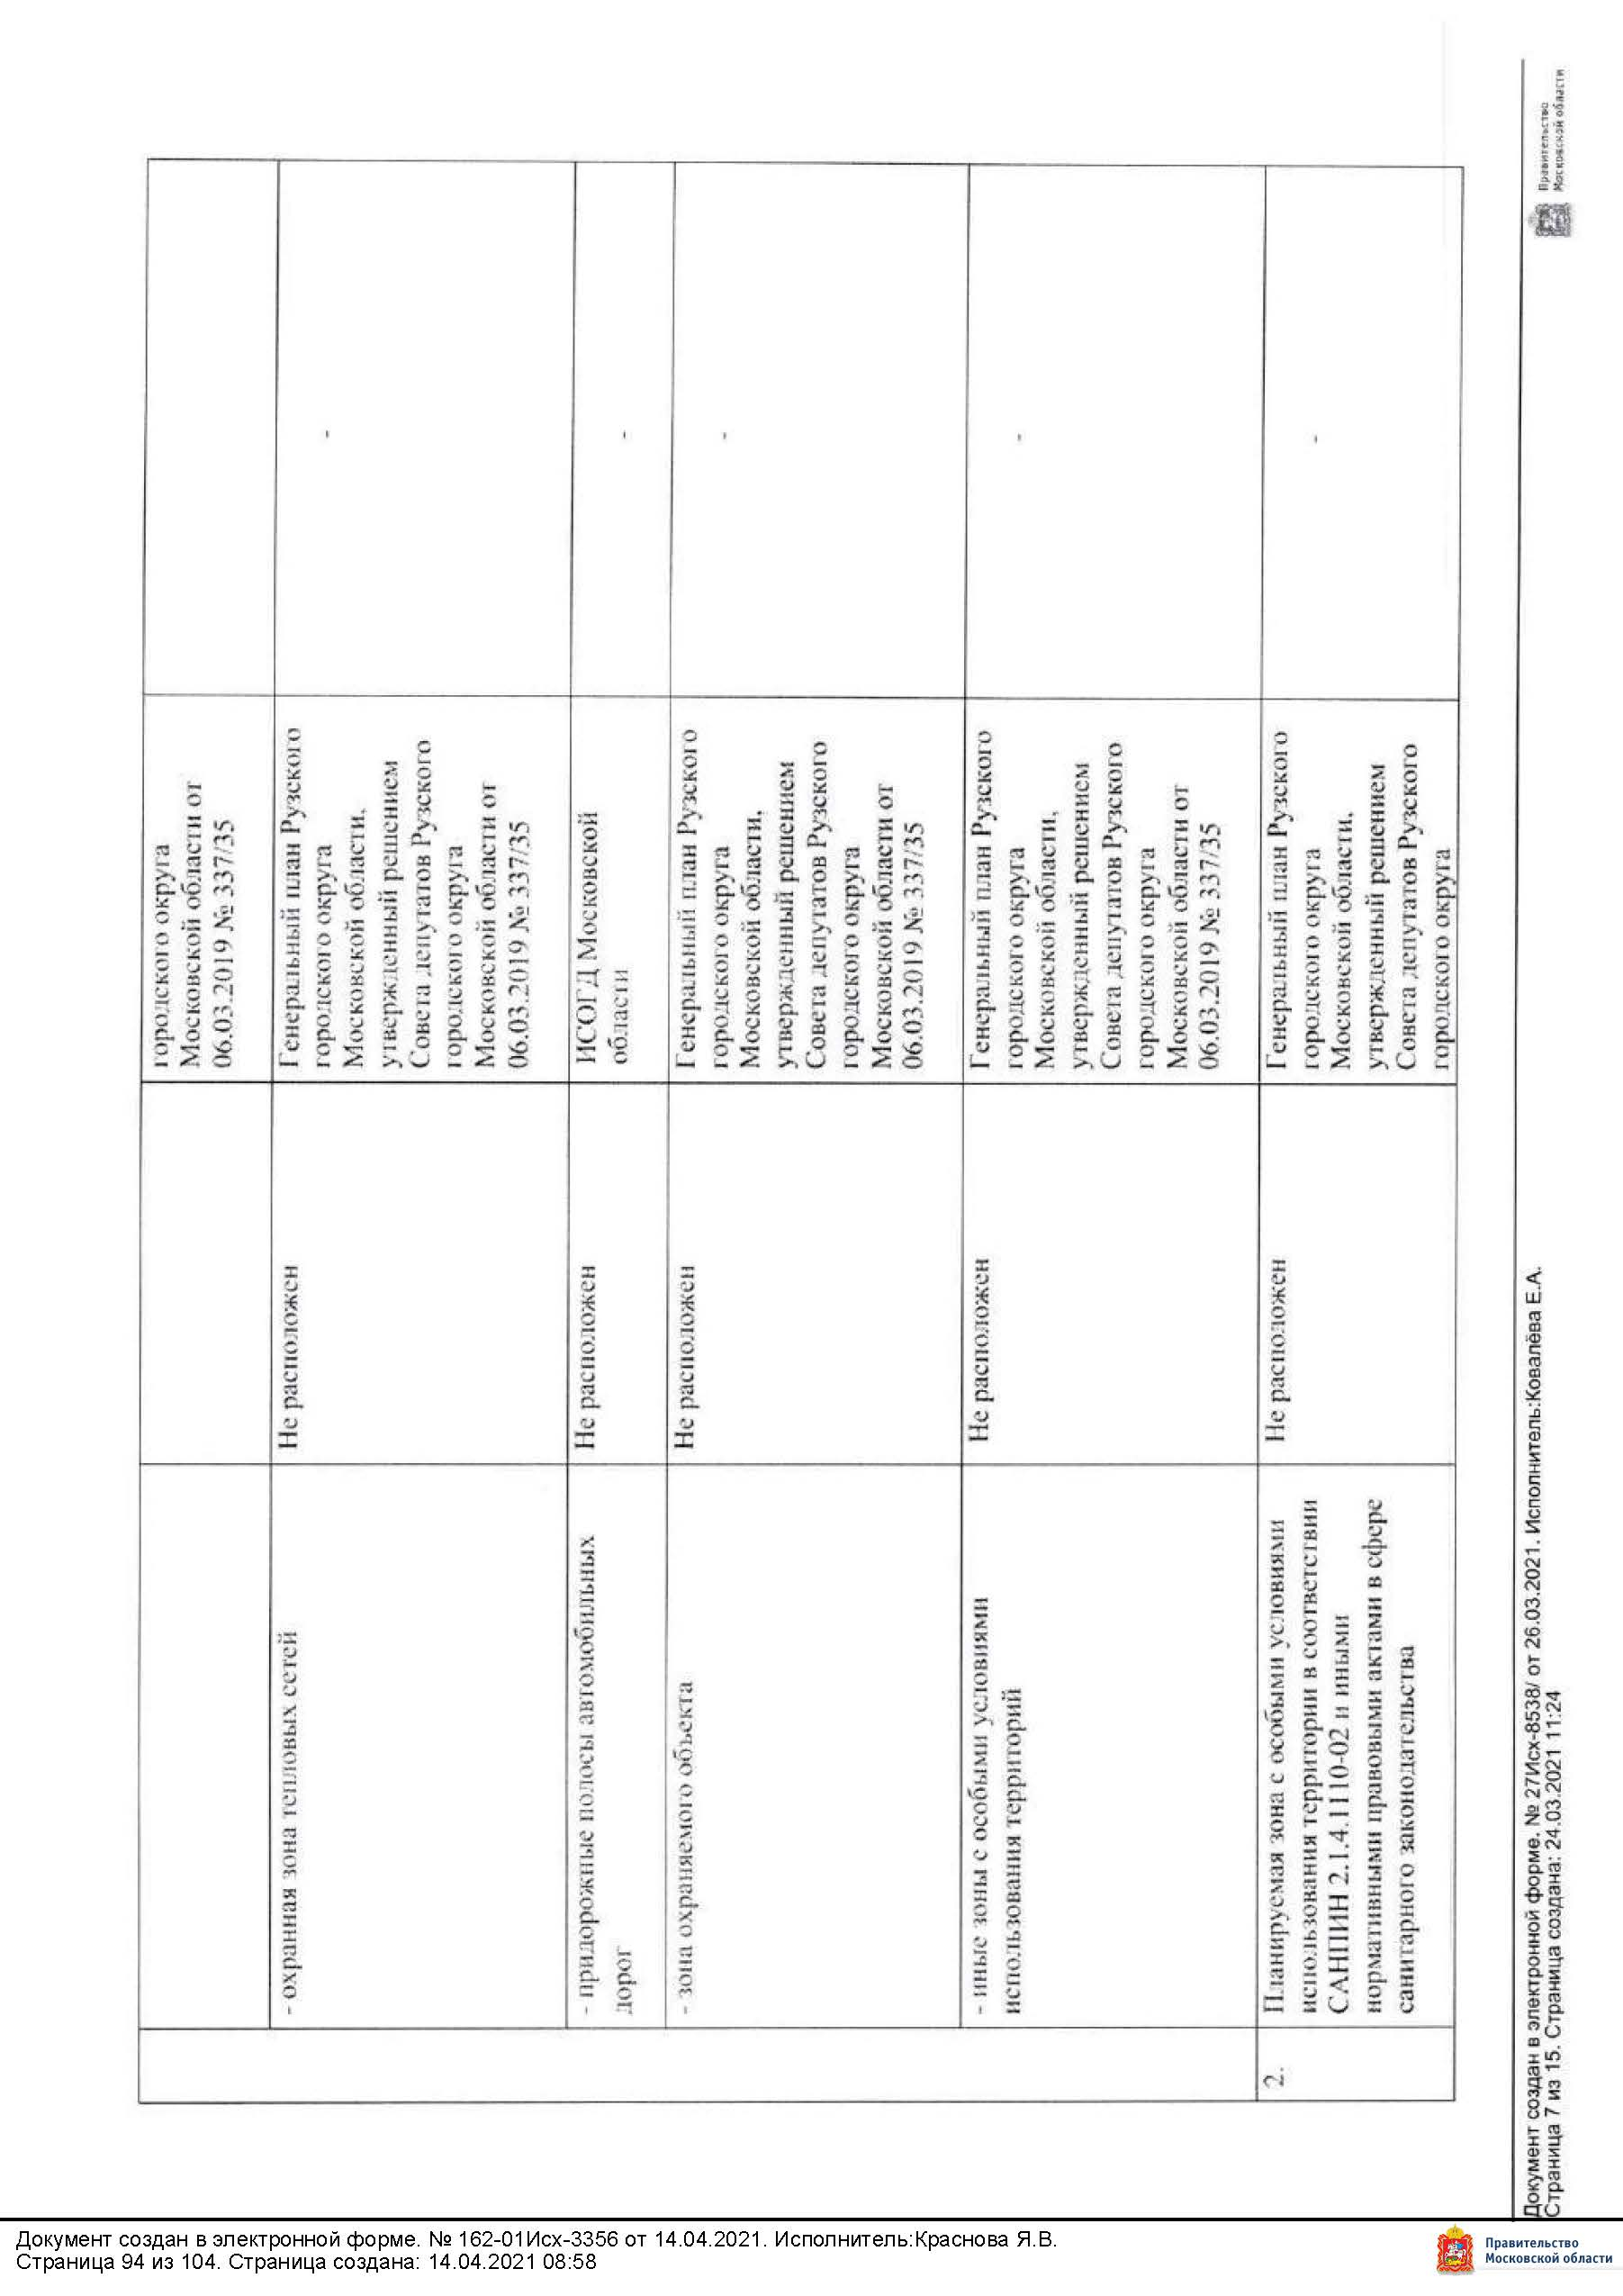 городского округа
Московской области от
06.03.2019 № 337/35
- охранная зона тепловых сетей
Не расположен
Генеральный план Рузского
городского округа
Московской области,
утвержденный решением
Совета депутатов Рузского
городского округа
Московской области от
06.03.2019 № 337/35
-
- придорожные полосы автомобильных
дорог
Не расположен
ИСОГД Московской
области
-
- зона охраняемого объекта
Не расположен
Генеральный план Рузского
городского округа
Московской области,
утвержденный решением
Совета депутатов Рузского
городского округа
Московской области от
06.03.2019 № 337/35
-
- иные зоны с особыми условиями
использования территорий
Не расположен
Генеральный план Рузского
городского округа
Московской области,
утвержденный решением
Совета депутатов Рузского
городского округа
Московской области от
06.03.2019 № 337/35
-
2.
Планируемая зона с особыми условиями
использования территории в соответствии
САНПИН 2.1.4.1110-02 и иными
нормативными правовыми актами в сфере
санитарного законодательства
Не расположен
Генеральный план Рузского
городского округа
Московской области,
утвержденный решением
Совета депутатов Рузского
городского округа
-
Документ создан в электронной форме. № 27Исх-8538/ от 26.03.2021. Исполнитель:Ковалёва Е.А.
Страница 7 из 15. Страница создана: 24.03.2021 11:24
Правительство
Московской области
Документ создан в электронной форме. № 162-01Исх-3356 от 14.04.2021. Исполнитель:Краснова Я.В.
Страница 94 из 104. Страница создана: 14.04.2021 08:58
Правительство
Московской области